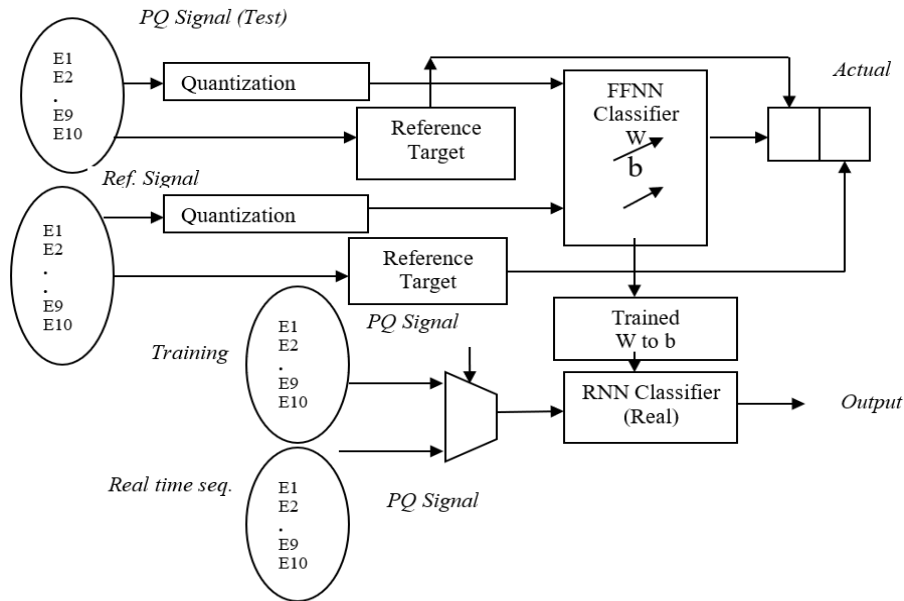 PQ Signal (Test)
E1
E2
.
E9
E10
Quantization
Reference
Target
FFNN
Classifier
W
b
Actual
Ref. Signal
E1
E2
.
.
E9
E10
Quantization
Reference
Target
Trained
W to b
Training
E1
E2
.
E9
E10
PQ Signal
RNN Classifier
(Real)
Output
Real time seq.
E1
E2
.
E9
E10
PQ Signal